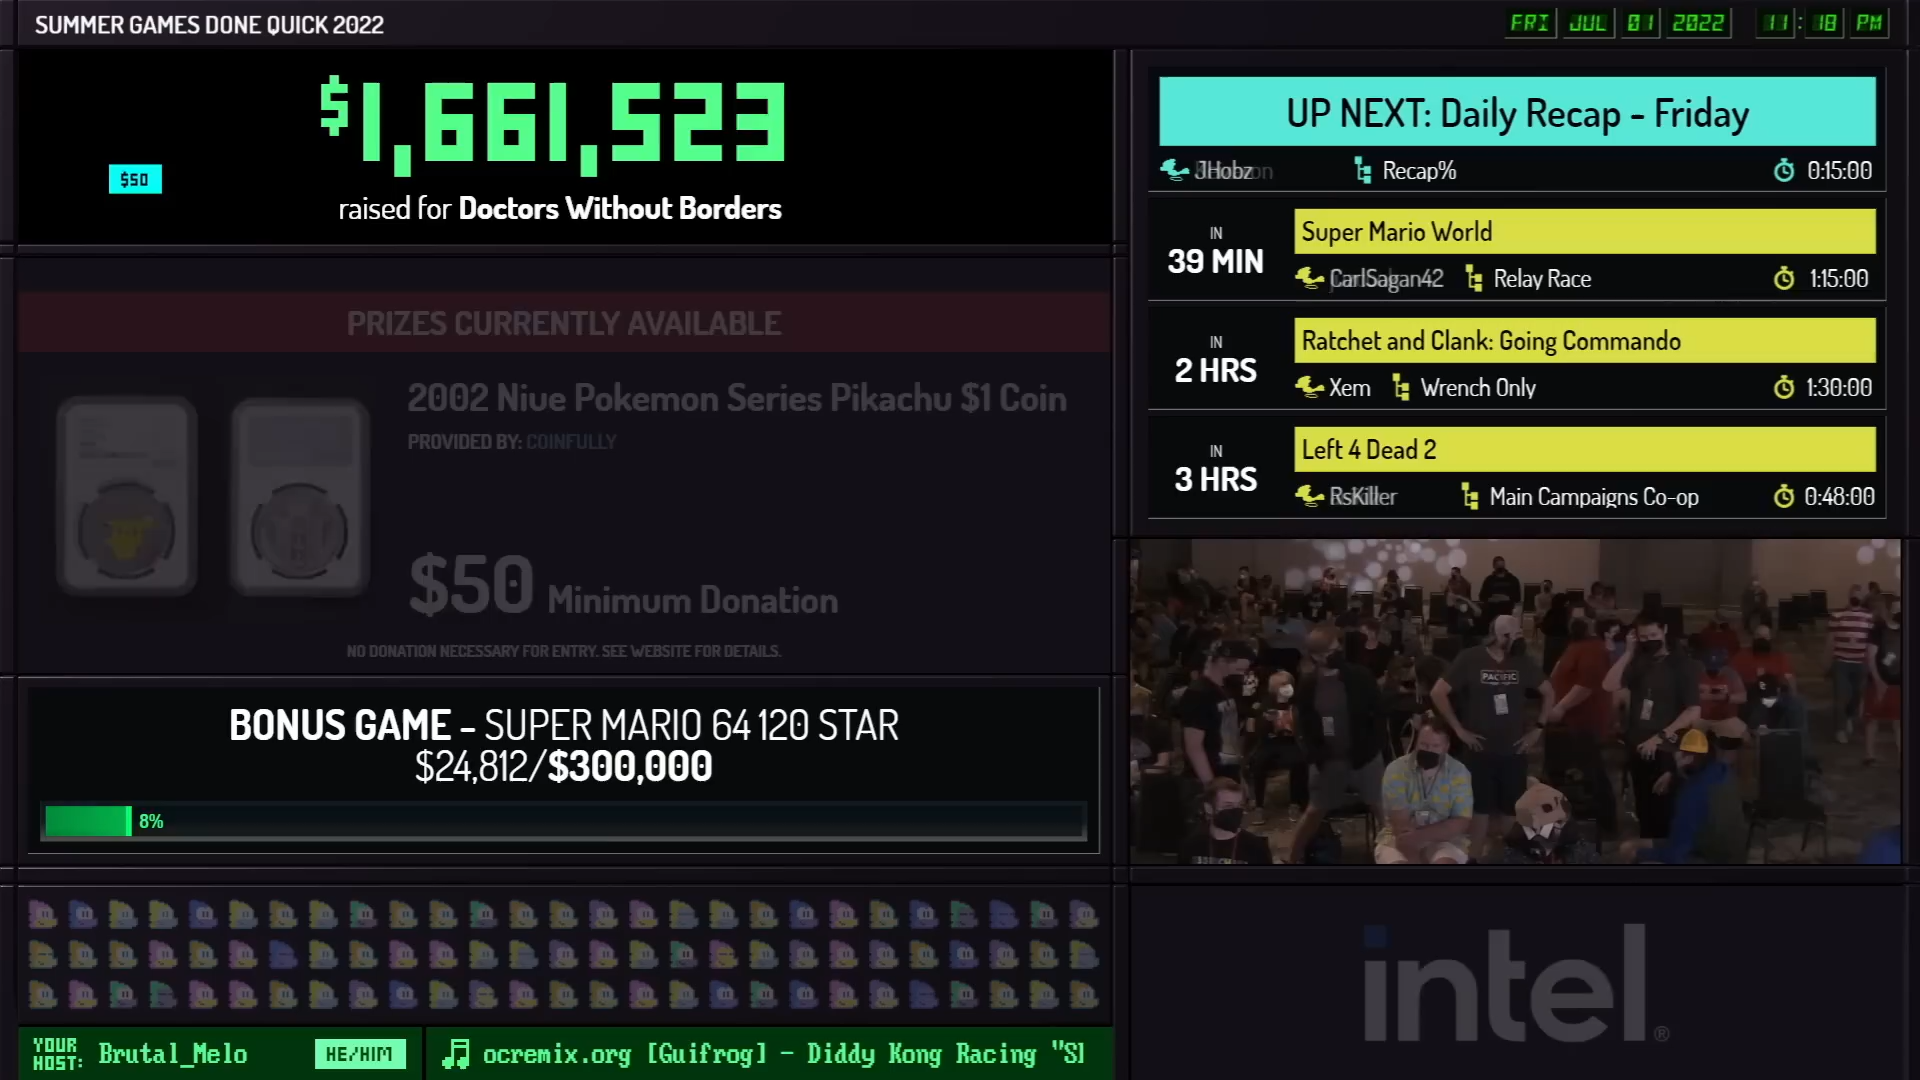 SUMMER GAMES DONE QUICK 2022
FRI JUL 01 2022 11:18 PM
$1,661,523
$50
raised for Doctors Without Borders
PRIZES CURRENTLY AVAILABLE
2002 Niue Pokemon Series Pikachu $1 Coin
PROVIDED BY: COINFULLY
$50 Minimum Donation
NO DONATION NECESSARY FOR ENTRY. SEE WEBSITE FOR DETAILS.
BONUS GAME - SUPER MARIO 64 120 STAR
$24,812/$300,000
8%
YOUR HOST: Brutal_Melo HE/HIM
ocremix.org [Guifrog] - Diddy Kong Racing "Sl
UP NEXT: Daily Recap - Friday
JHobz Recap% 0:15:00
IN 39 MIN
Super Mario World
CarlSagan42 Relay Race 1:15:00
IN 2 HRS
Ratchet and Clank: Going Commando
Xem Wrench Only 1:30:00
IN 3 HRS
Left 4 Dead 2
RsKiller Main Campaigns Co-op 0:48:00
PACIFIC
intel